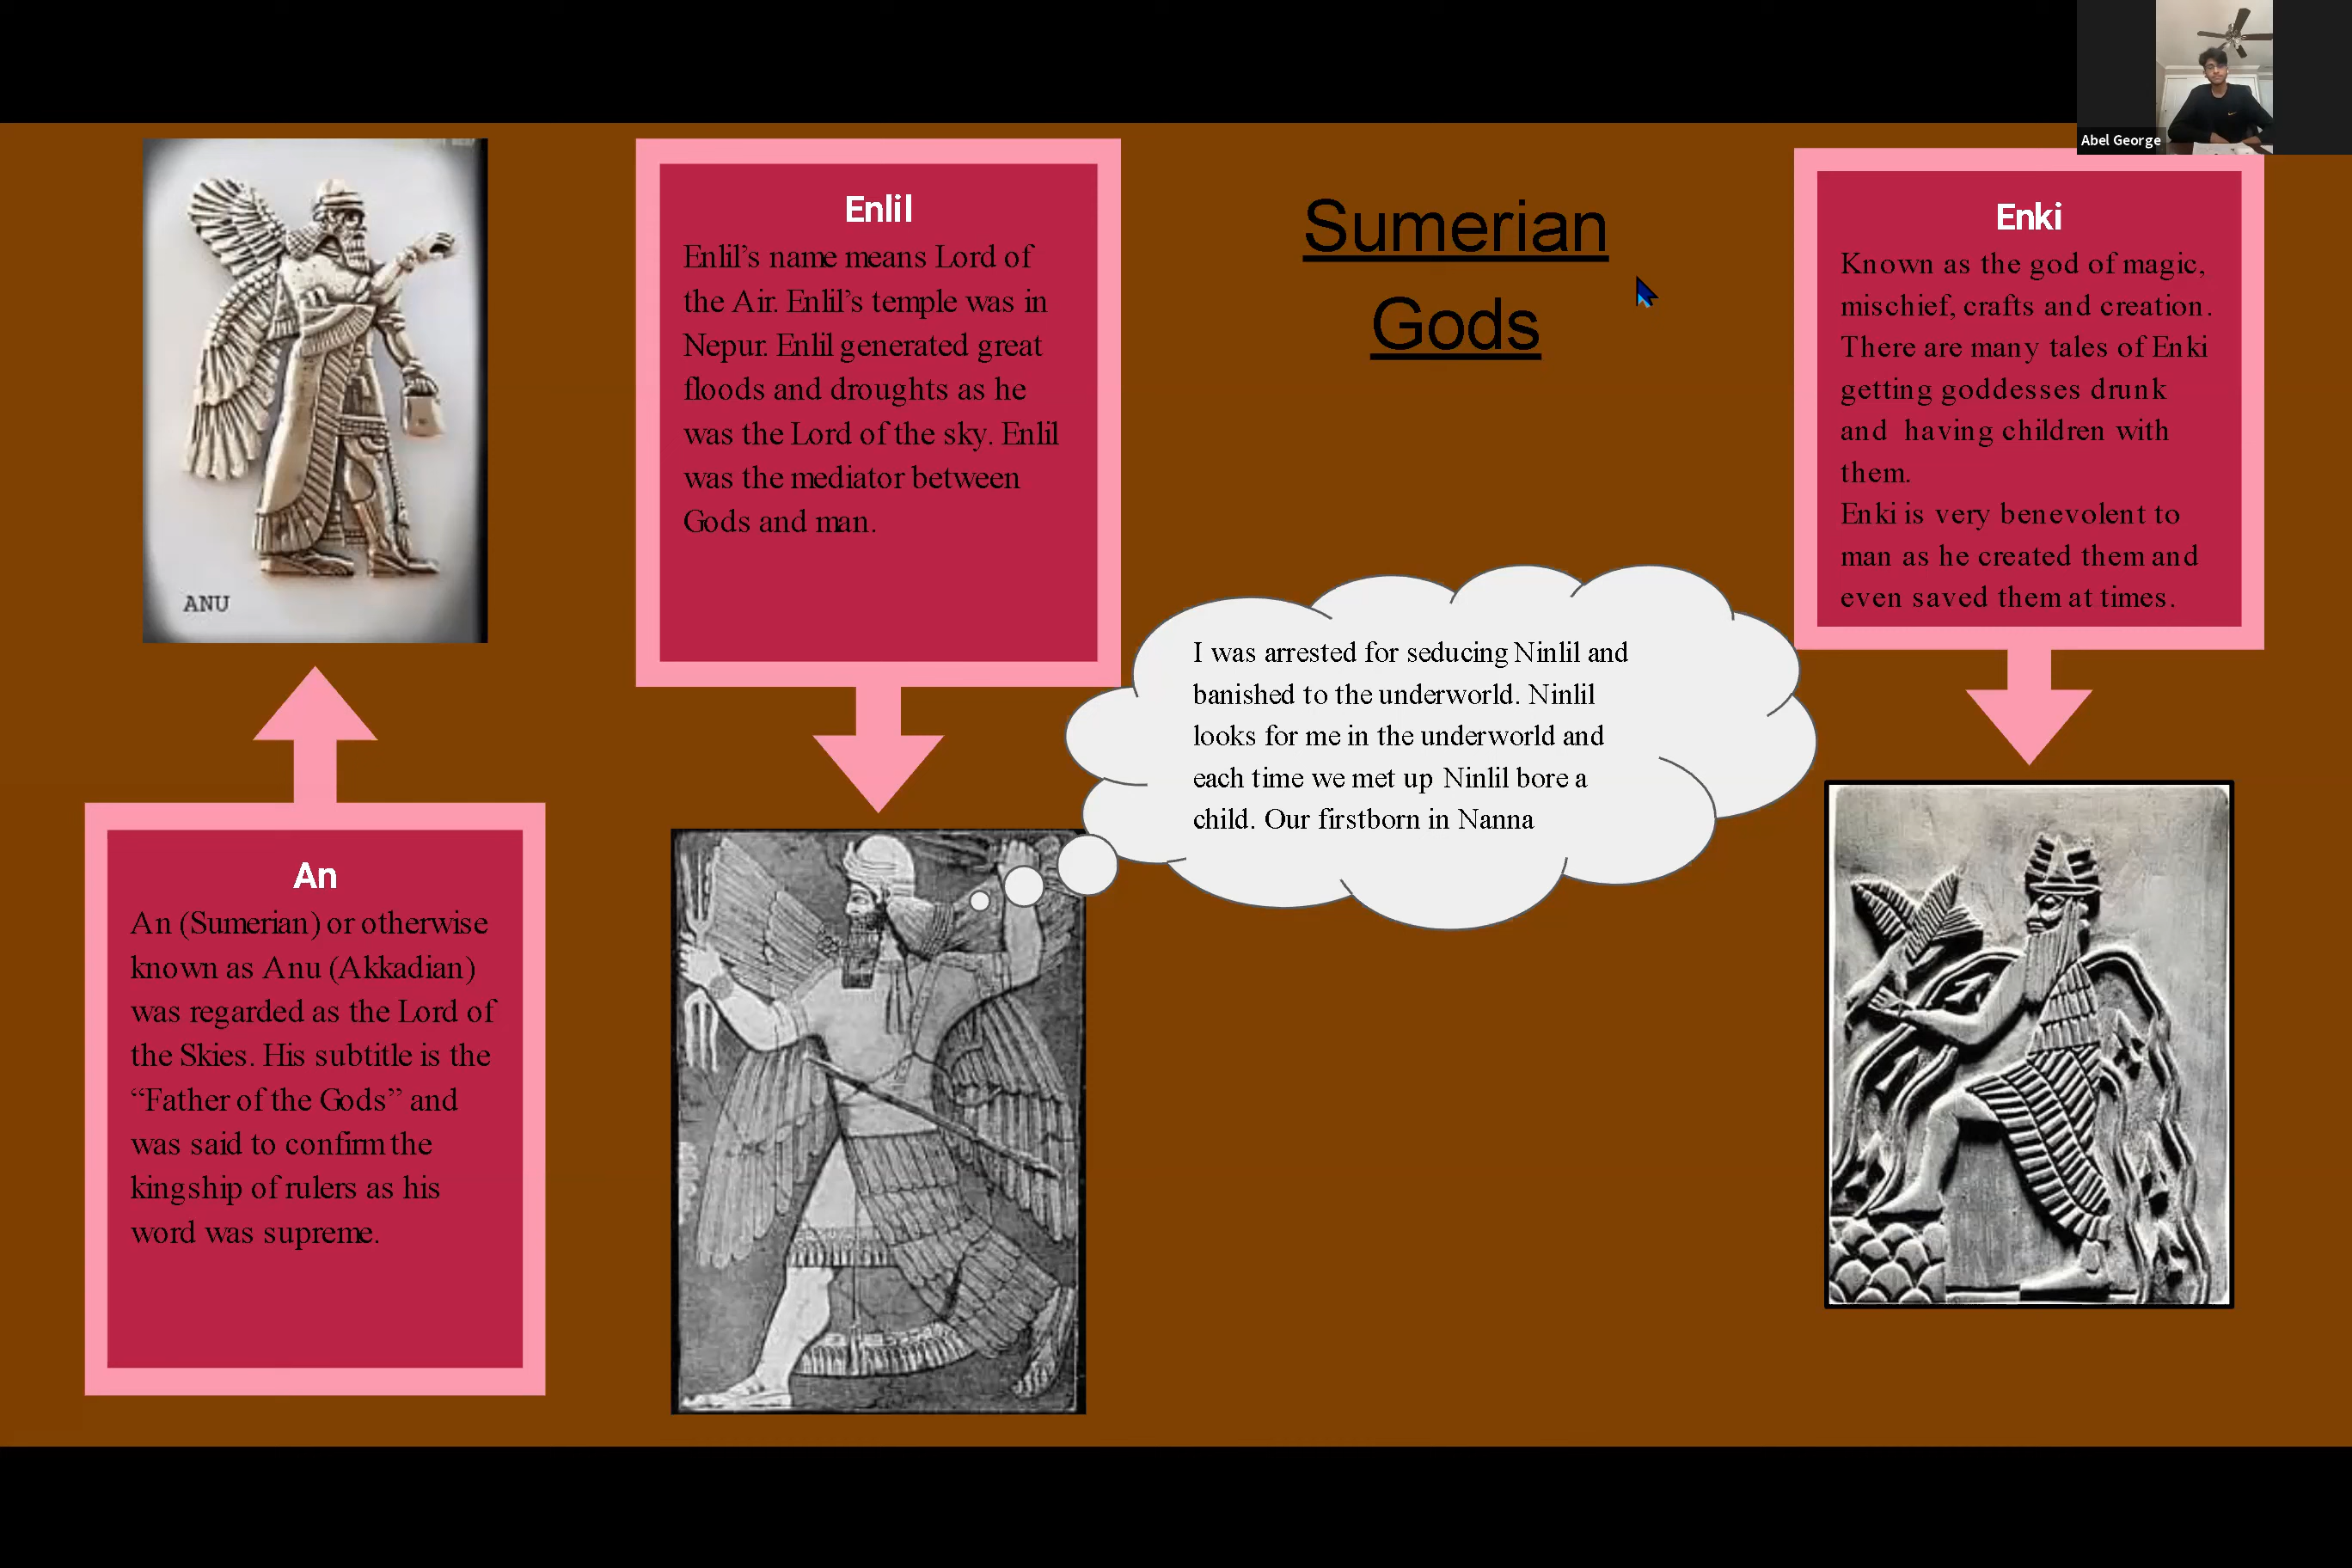 Abel George
Sumerian
Gods
ANU
An
An (Sumerian) or otherwise
known as Anu (Akkadian)
was regarded as the Lord of
the Skies. His subtitle is the
“Father of the Gods” and
was said to confirm the
kingship of rulers as his
word was supreme.
Enlil
Enlil’s name means Lord of
the Air. Enlil’s temple was in
Nepur. Enlil generated great
floods and droughts as he
was the Lord of the sky. Enlil
was the mediator between
Gods and man.
I was arrested for seducing Ninlil and
banished to the underworld. Ninlil
looks for me in the underworld and
each time we met up Ninlil bore a
child. Our firstborn in Nanna
Enki
Known as the god of magic,
mischief, crafts and creation.
There are many tales of Enki
getting goddesses drunk
and having children with
them.
Enki is very benevolent to
man as he created them and
even saved them at times.